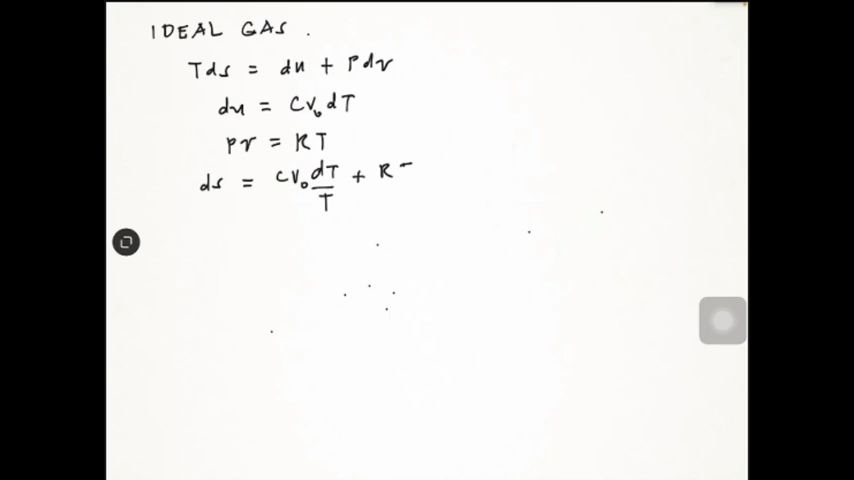 IDEAL GAS .
Tds = du + Pdv
du = Cv₀ dT
pv = RT
ds = Cv₀ dT/T + R -